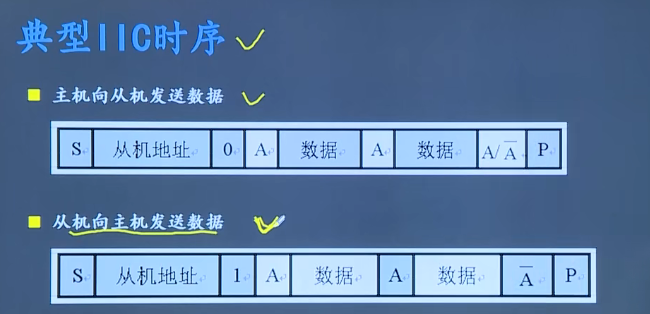 典型IIC时序
主机向从机发送数据
S 从机地址 0 A 数据 A 数据 A/A̅ P
从机向主机发送数据
S 从机地址 1 A 数据 A 数据 A̅ P